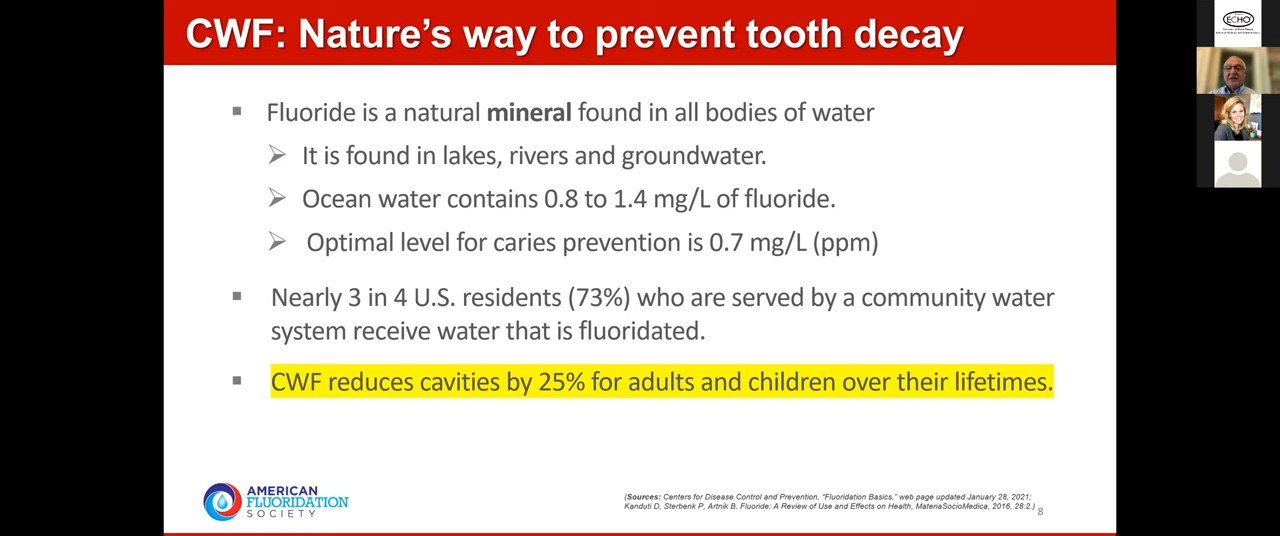 CWF: Nature's way to prevent tooth decay
Fluoride is a natural mineral found in all bodies of water
It is found in lakes, rivers and groundwater.
Ocean water contains 0.8 to 1.4 mg/L of fluoride.
Optimal level for caries prevention is 0.7 mg/L (ppm)
Nearly 3 in 4 U.S. residents (73%) who are served by a community water
system receive water that is fluoridated.
CWF reduces cavities by 25% for adults and children over their lifetimes.
AMERICAN
FLUORIDATION
SOCIETY
(Sources: Centers for Disease Control and Prevention, "Fluoridation Basics," web page updated January 28, 2021;
Kanduti D, Sterbenk P, Artnik B. Fluoride: A Review of Use and Effects on Health, MateriaSocioMedica, 2016, 28:2.)
8
ECHO